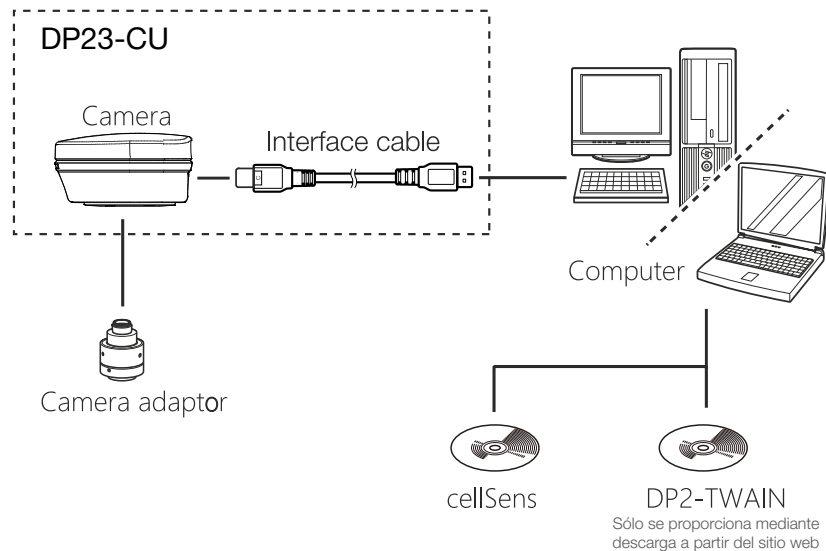 DP23-CU
Camera
Interface cable
Computer
Camera adaptor
cellSens
DP2-TWAIN
Sólo se proporciona mediante
descarga a partir del sitio web